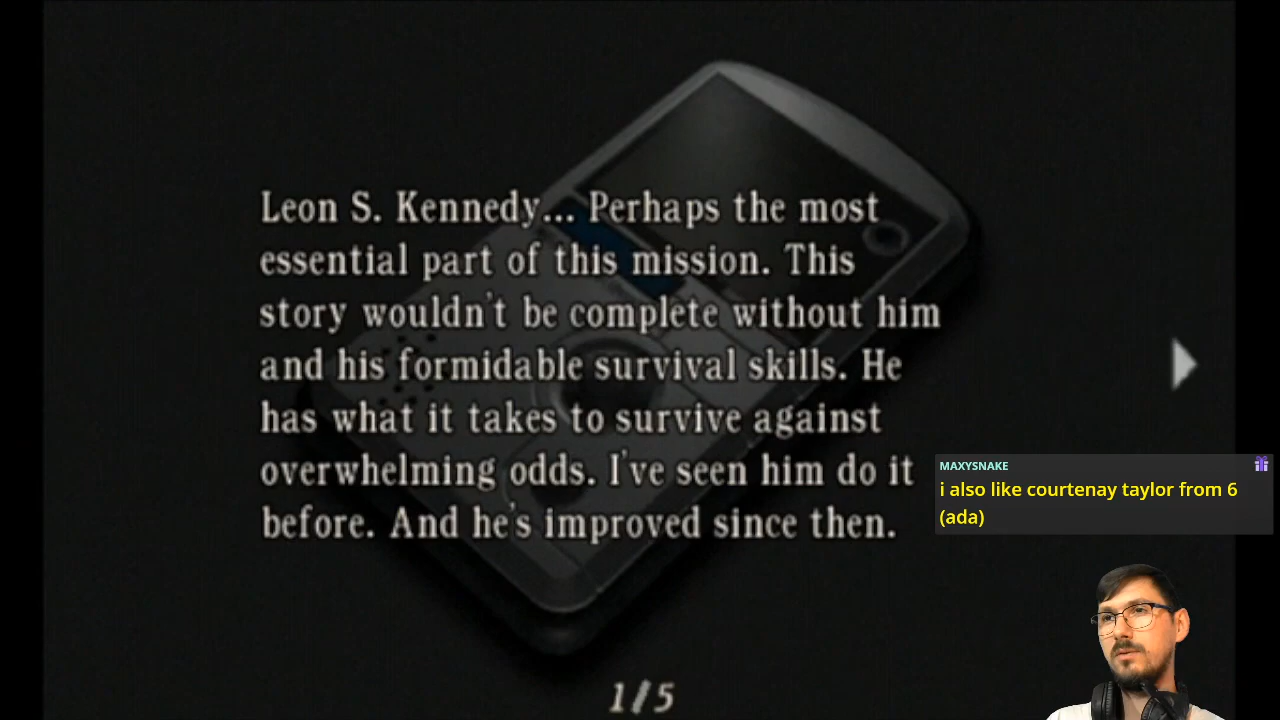 Leon S. Kennedy... Perhaps the most
essential part of this mission. This
story wouldn't be complete without him
and his formidable survival skills. He
has what it takes to survive against
overwhelming odds. I've seen him do it
before. And he's improved since then.
MAXYSNAKE
i also like courtenay taylor from 6
(ada)
1/5